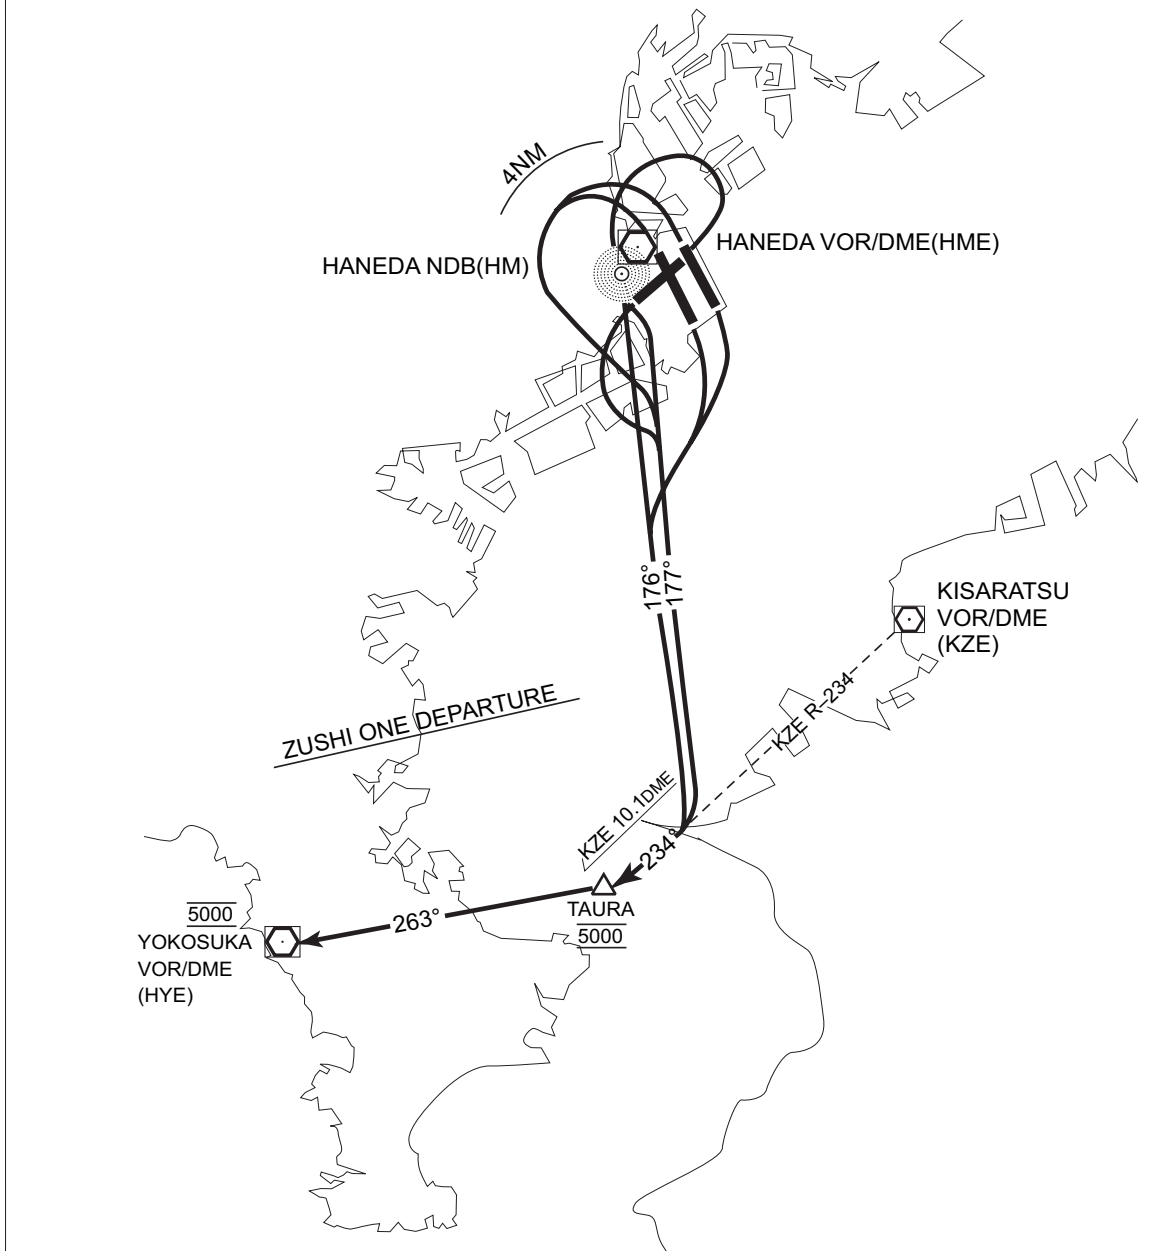 4NM
HANEDA VOR/DME(HME)
HANEDA NDB(HM)
176°
177°
KISARATSU
VOR/DME
(KZE)
KZE R-234
ZUSHI ONE DEPARTURE
KZE 10.1DME
234°
TAURA
5000
263°
5000
YOKOSUKA
VOR/DME
(HYE)